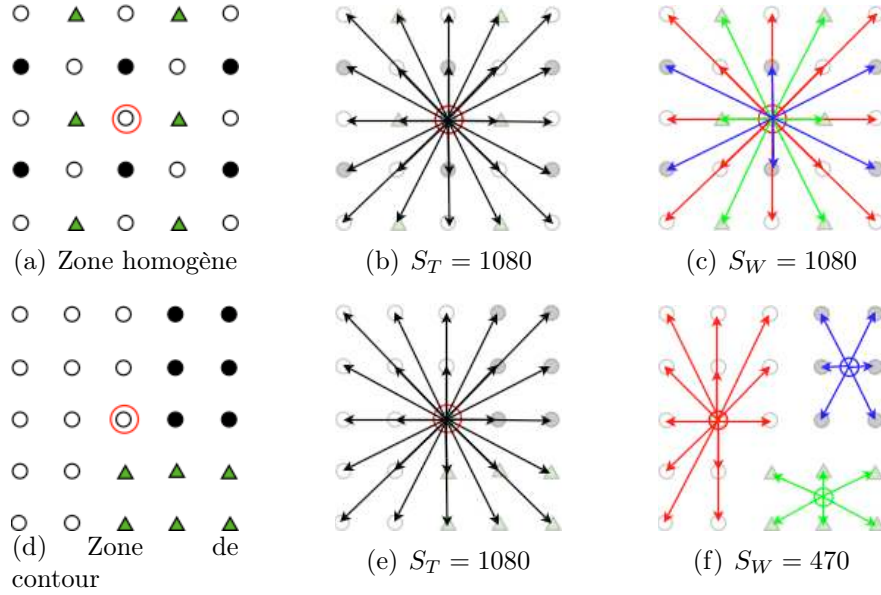 (a) Zone homogène
(b) S_T = 1080
(c) S_W = 1080
(d) Zone de
contour
(e) S_T = 1080
(f) S_W = 470